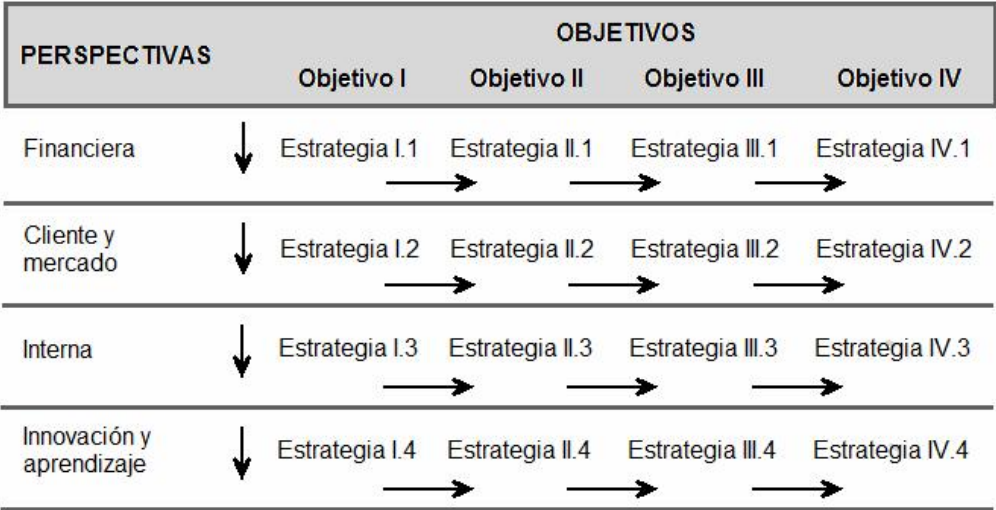 OBJETIVOS
PERSPECTIVAS
Objetivo I Objetivo II Objetivo III Objetivo IV
Financiera Estrategia I.1 Estrategia II.1 Estrategia III.1 Estrategia IV.1
Cliente y
mercado Estrategia I.2 Estrategia II.2 Estrategia III.2 Estrategia IV.2
Interna Estrategia I.3 Estrategia II.3 Estrategia III.3 Estrategia IV.3
Innovación y
aprendizaje Estrategia I.4 Estrategia II.4 Estrategia III.4 Estrategia IV.4